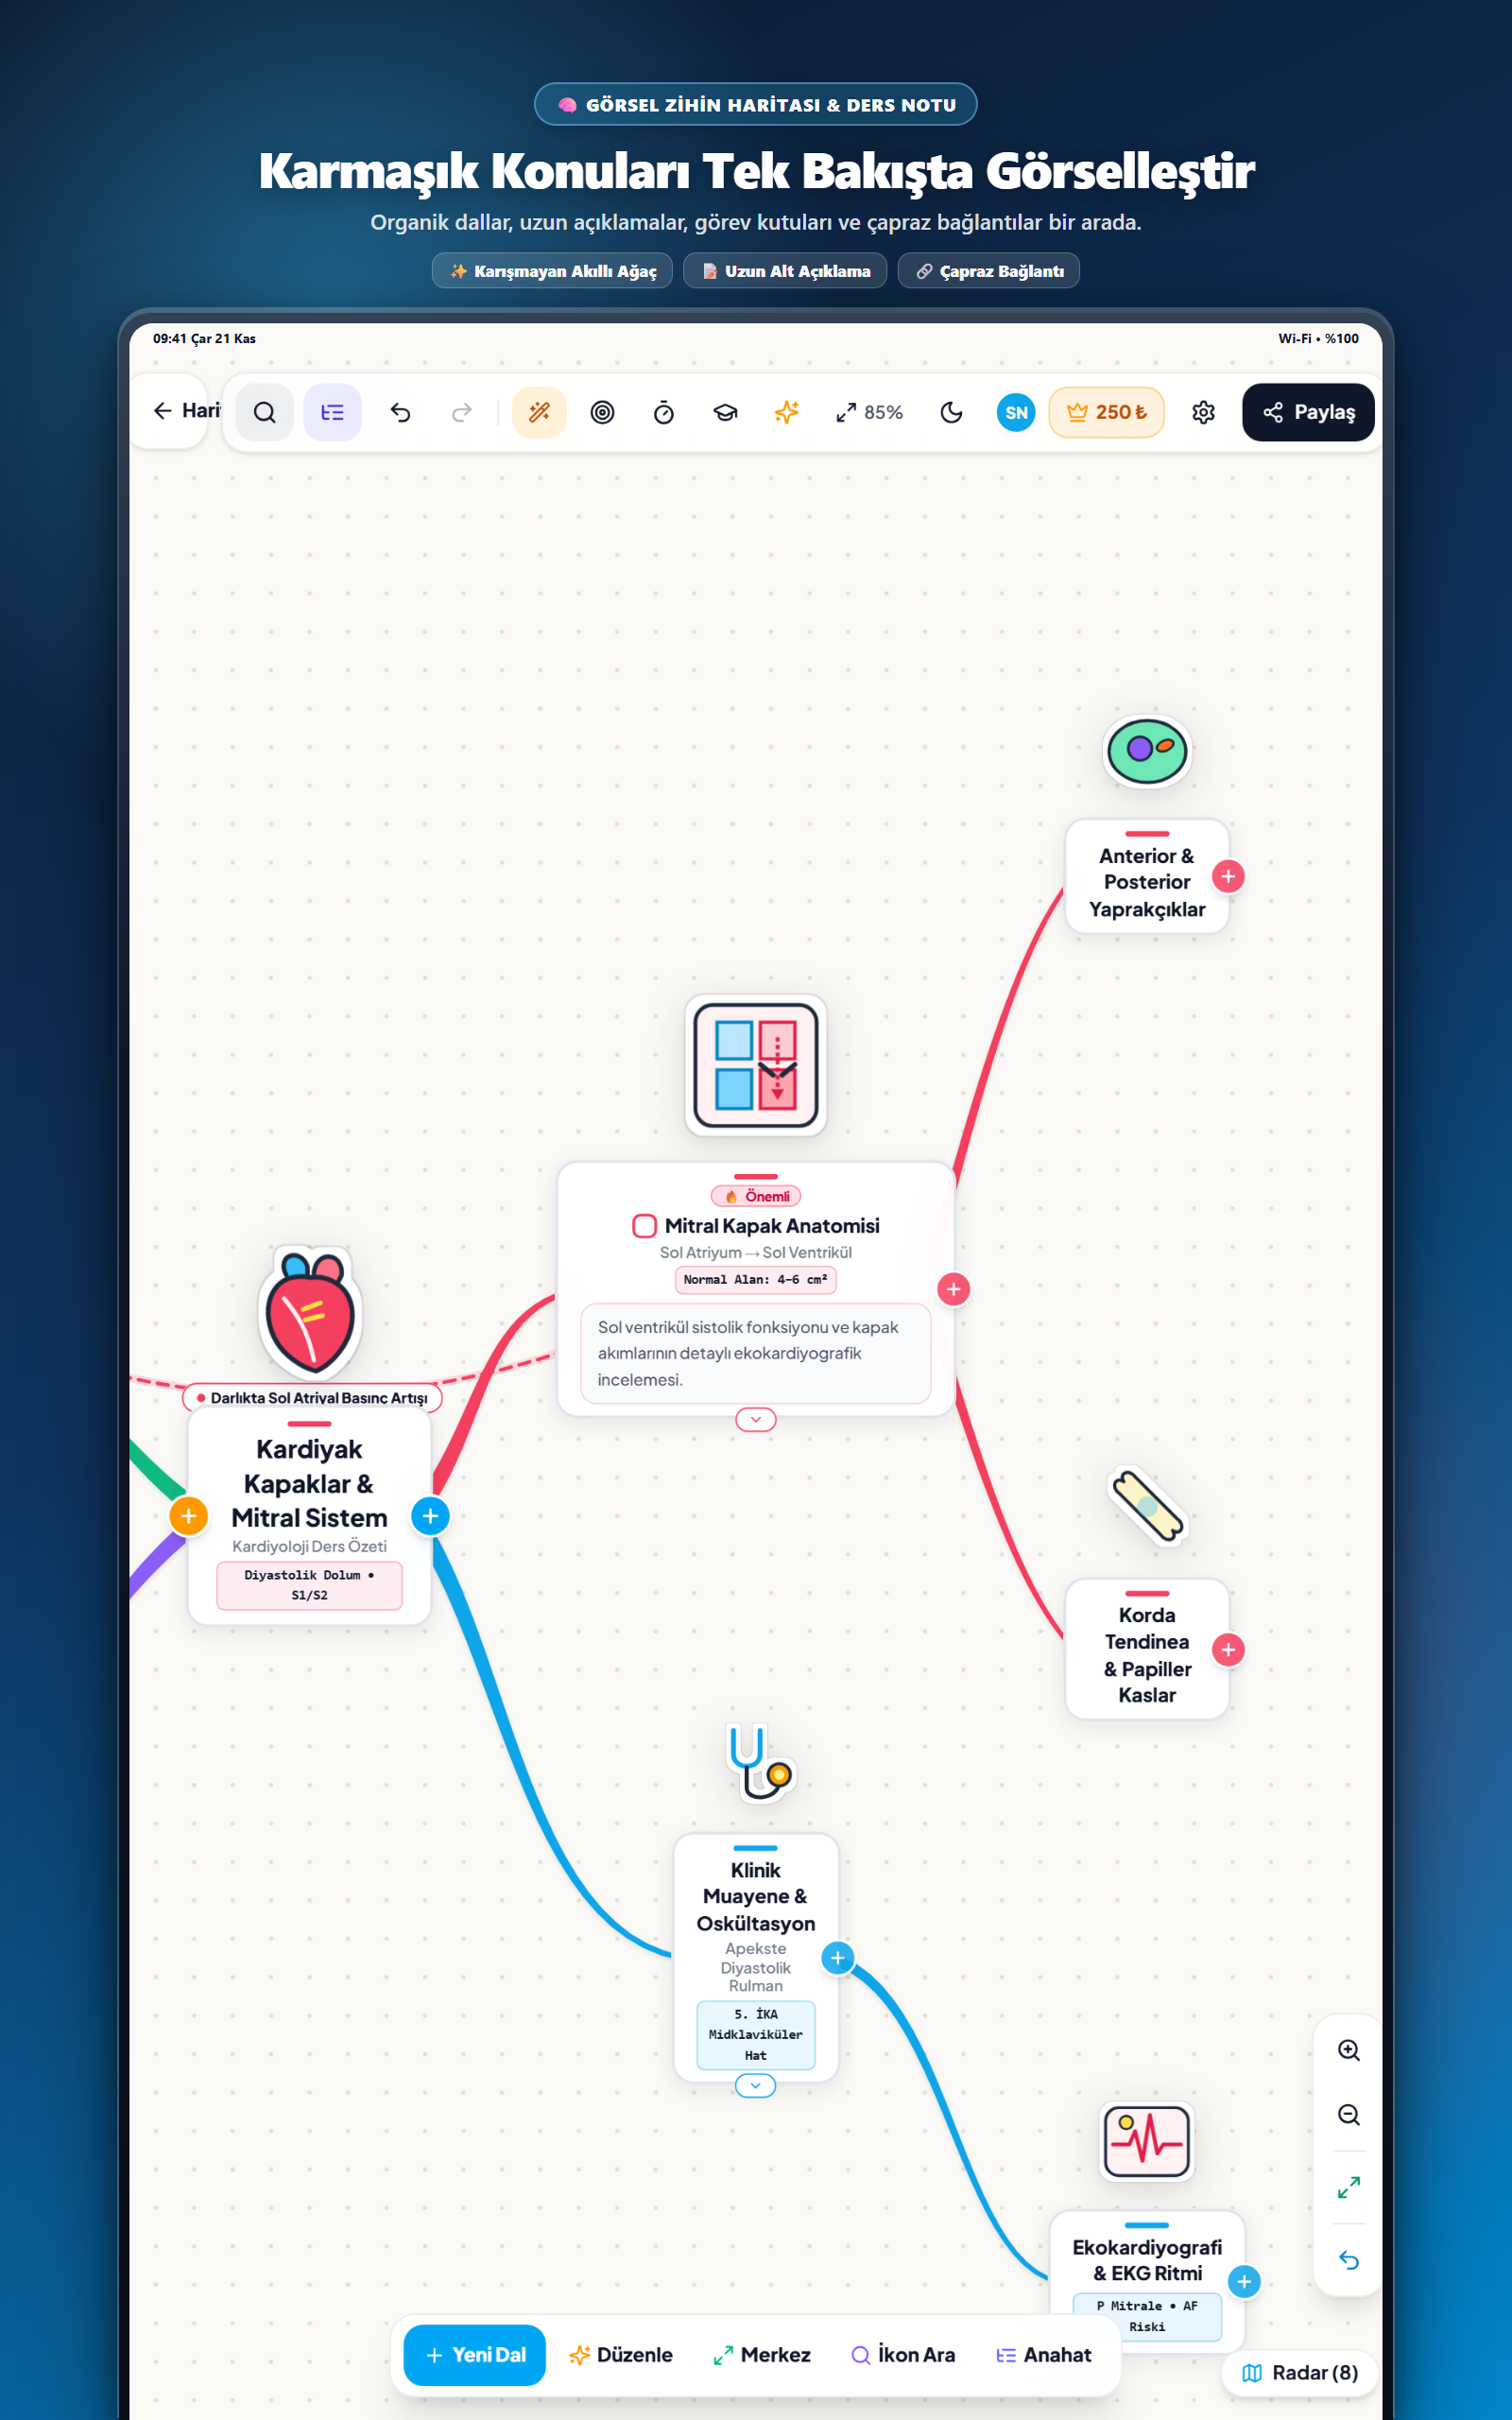 🧠 GÖRSEL ZİHİN HARİTASI & DERS NOTU
Karmaşık Konuları Tek Bakışta Görselleştir
Organik dallar, uzun açıklamalar, görev kutuları ve çapraz bağlantılar bir arada.
✨ Karışmayan Akıllı Ağaç
📝 Uzun Alt Açıklama
🔗 Çapraz Bağlantı
09:41 Çar 21 Kas
Wi-Fi • %100
Hari
85%
SN
250 ₺
Paylaş
Anterior &
Posterior
Yaprakçıklar
🔥 Önemli
Mitral Kapak Anatomisi
Sol Atriyum → Sol Ventrikül
Normal Alan: 4-6 cm²
Sol ventrikül sistolik fonksiyonu ve kapak
akımlarının detaylı ekokardiyografik
incelemesi.
Darlıkta Sol Atriyal Basınç Artışı
Kardiyak
Kapaklar &
Mitral Sistem
Kardiyoloji Ders Özeti
Diyastolik Dolum •
S1/S2
Korda
Tendinea
& Papiller
Kaslar
Klinik
Muayene &
Oskültasyon
Apekste
Diyastolik
Rulman
5. İKA
Midklaviküler
Hat
Ekokardiyografi
& EKG Ritmi
P Mitrale • AF
Riski
Yeni Dal
Düzenle
Merkez
İkon Ara
Anahat
Radar (8)